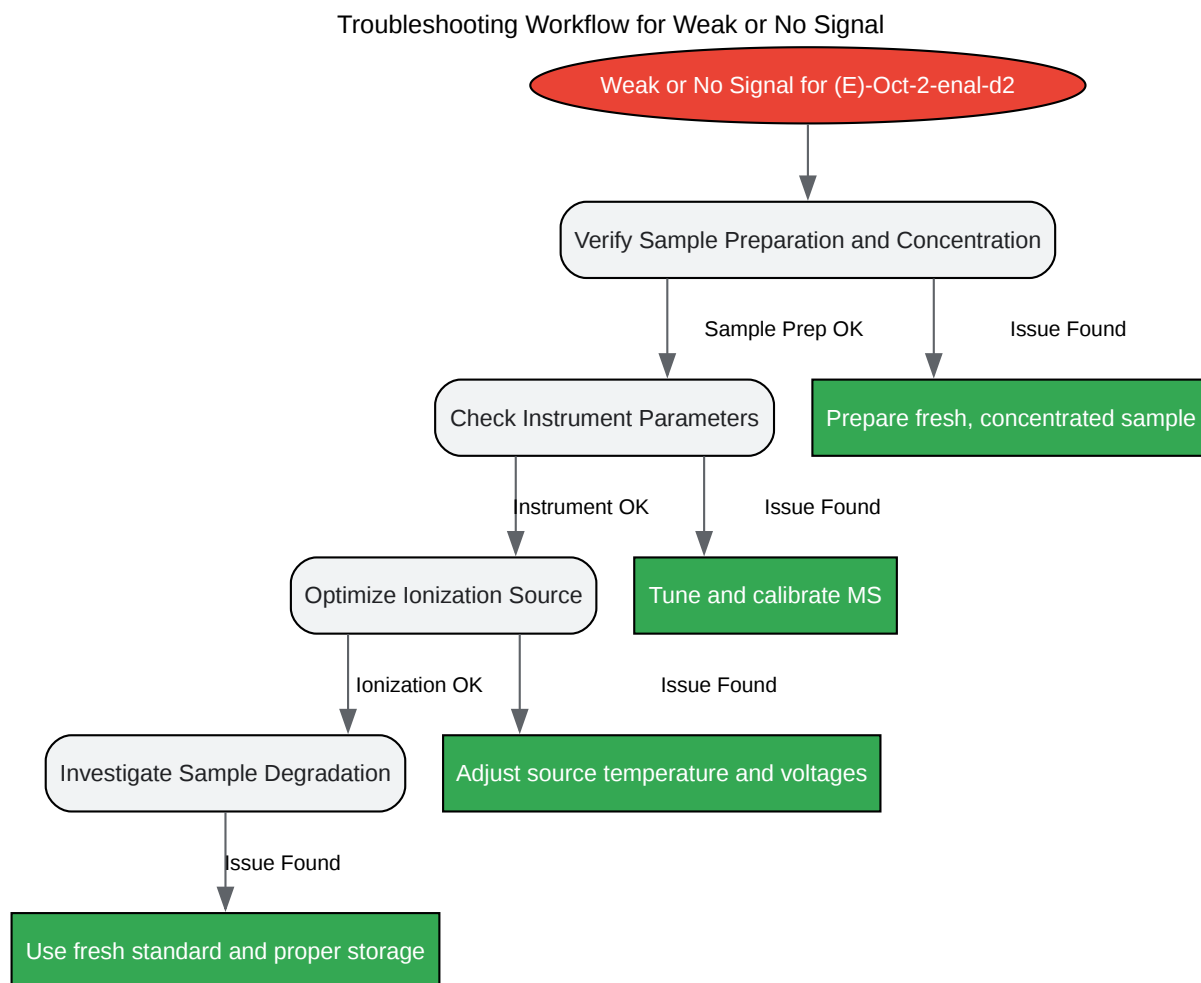 Troubleshooting Workflow for Weak or No Signal
Weak or No Signal for (E)-Oct-2-enal-d2
Verify Sample Preparation and Concentration
Sample Prep OK
Issue Found
Check Instrument Parameters
Prepare fresh, concentrated sample
Instrument OK
Issue Found
Optimize Ionization Source
Tune and calibrate MS
Ionization OK
Issue Found
Investigate Sample Degradation
Adjust source temperature and voltages
Issue Found
Use fresh standard and proper storage